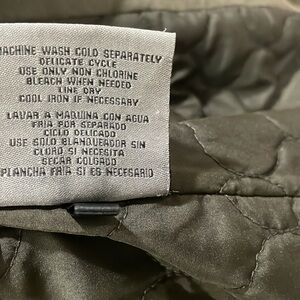 MACHINE WASH COLD SEPARATELY
DELICATE CYCLE
USE ONLY NON CHLORINE
BLEACH WHEN NEEDED
LINE DRY
COOL IRON IF NECESSARY
LAVAR A MAQUINA CON AGUA
FRIA POR SEPARADO
CICLO DELICADO
USE SOLO BLANQUEADOR SIN
CLORO SI NECESITA
SECAR COLGADO
PLANCHA FRIA SI ES NECESARIO